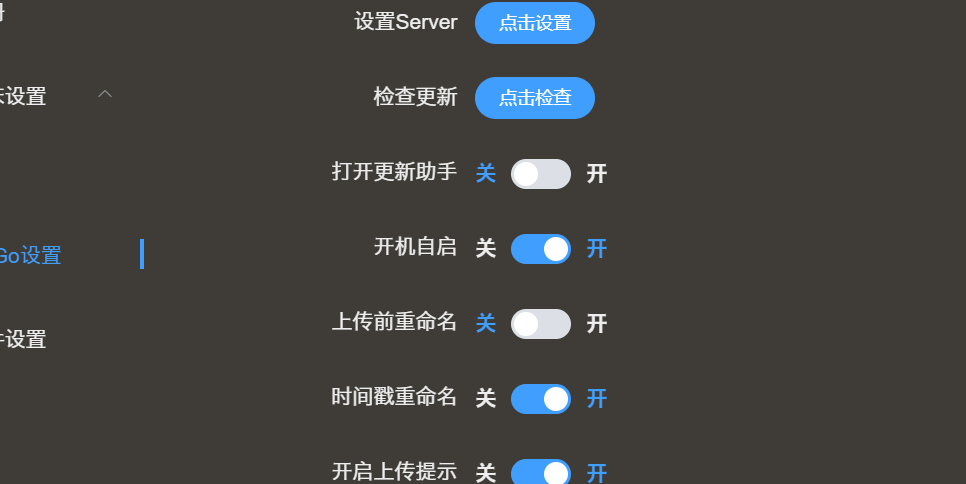 设置Server 点击设置
设置
检查更新 点击检查
打开更新助手 关 开
Go设置
开机自启 关 开
上传前重命名 关 开
设置
时间戳重命名 关 开
开启上传提示 关 开